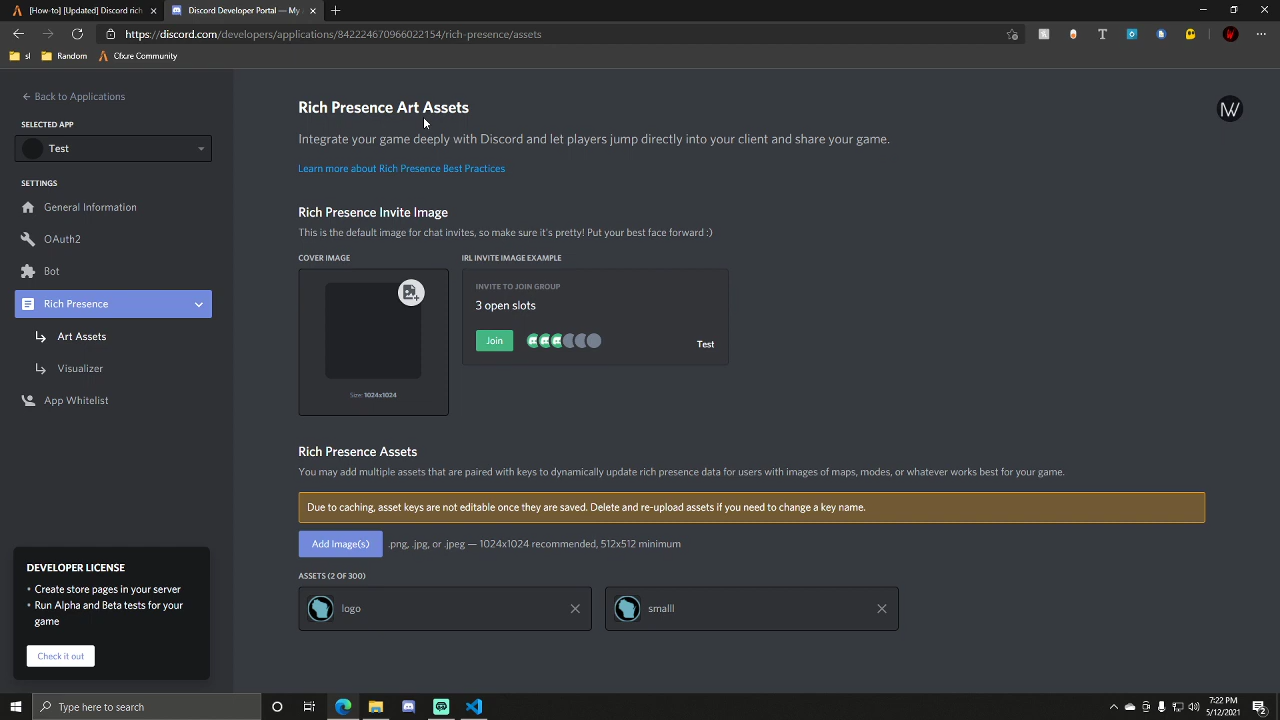 [How-to] [Updated] Discord rich
Discord Developer Portal — My
https://discord.com/developers/applications/842224670966022154/rich-presence/assets
sl
Random
Cfx.re Community
Back to Applications
SELECTED APP
Test
SETTINGS
General Information
OAuth2
Bot
Rich Presence
Art Assets
Visualizer
App Whitelist
DEVELOPER LICENSE
• Create store pages in your server
• Run Alpha and Beta tests for your
game
Check it out
Rich Presence Art Assets
Integrate your game deeply with Discord and let players jump directly into your client and share your game.
Learn more about Rich Presence Best Practices
Rich Presence Invite Image
This is the default image for chat invites, so make sure it's pretty! Put your best face forward :)
COVER IMAGE
Size: 1024x1024
IRL INVITE IMAGE EXAMPLE
INVITE TO JOIN GROUP
3 open slots
Join
Test
Rich Presence Assets
You may add multiple assets that are paired with keys to dynamically update rich presence data for users with images of maps, modes, or whatever works best for your game.
Due to caching, asset keys are not editable once they are saved. Delete and re-upload assets if you need to change a key name.
Add Image(s)
.png, .jpg, or .jpeg — 1024x1024 recommended, 512x512 minimum
ASSETS (2 OF 300)
logo
smalll
Type here to search
7:22 PM
5/12/2021
2